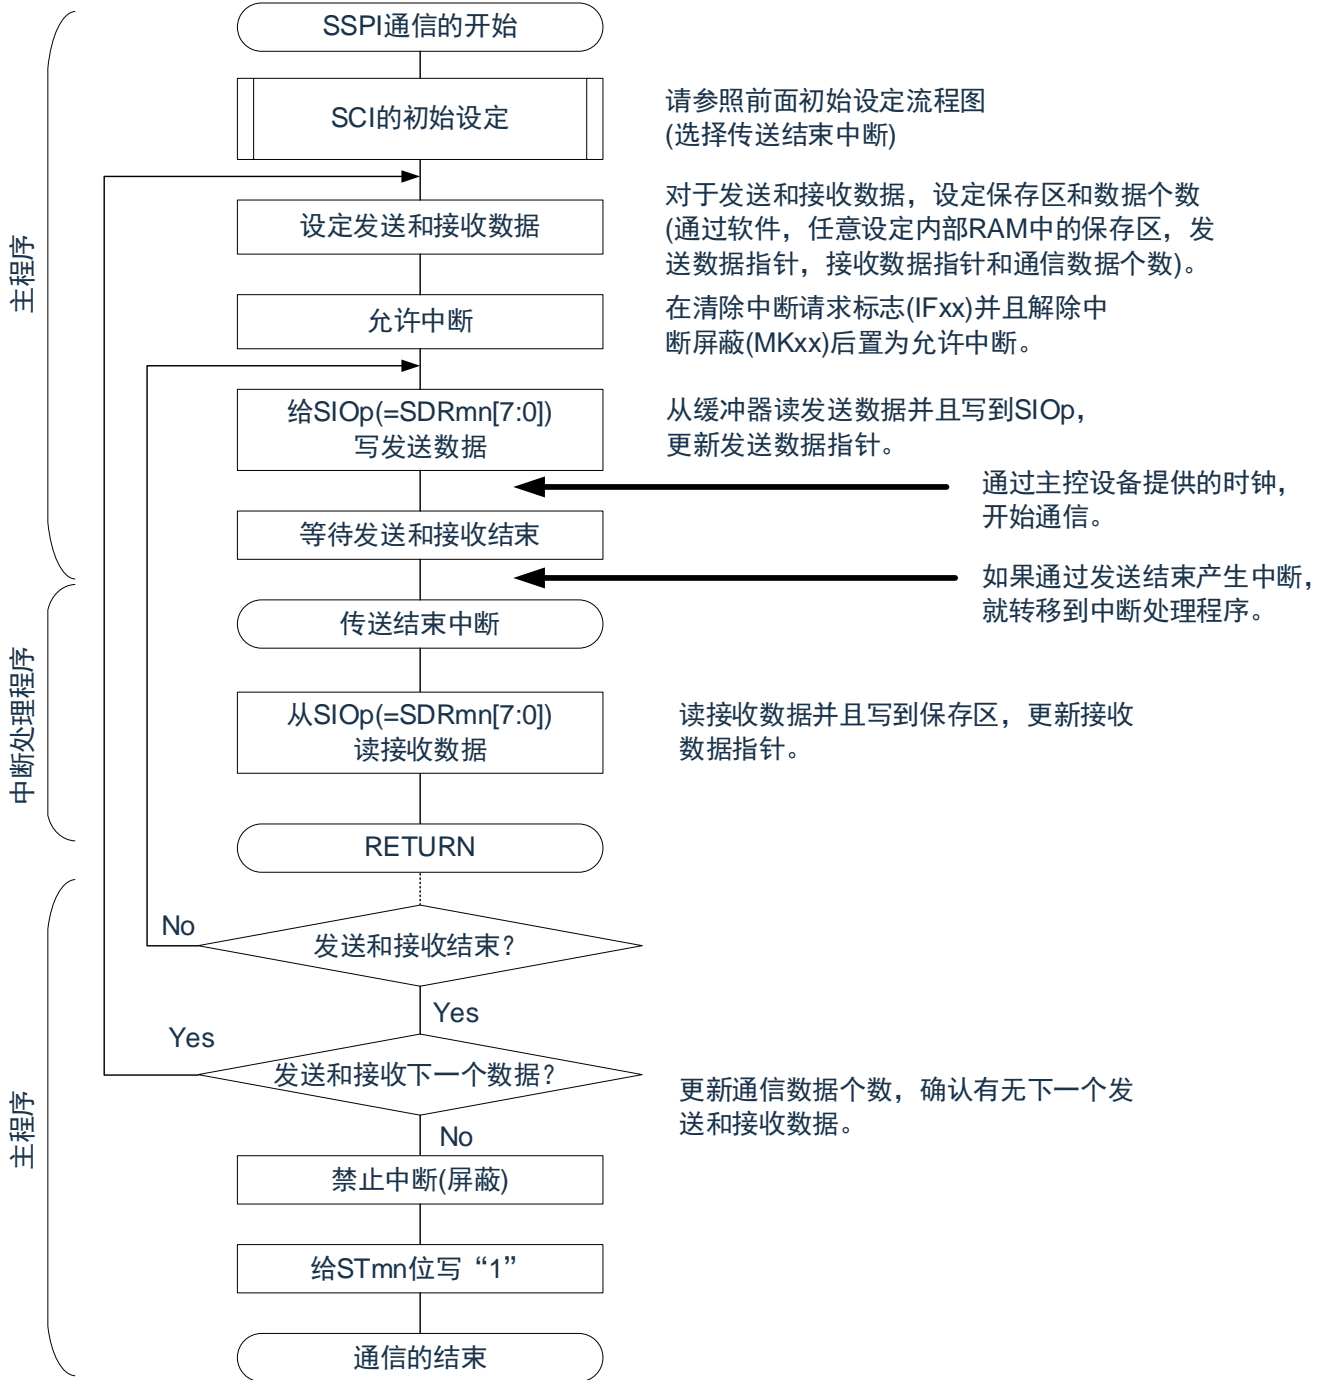 SSPI通信的开始
SCI的初始设定
请参照前面初始设定流程图
(选择传送结束中断)
对于发送和接收数据，设定保存区和数据个数
(通过软件，任意设定内部RAM中的保存区，发
送数据指针，接收数据指针和通信数据个数)。
设定发送和接收数据
主程序
允许中断
在清除中断请求标志(IFxx)并且解除中
断屏蔽(MKxx)后置为允许中断。
给SIOp(=SDRmn[7:0])
写发送数据
从缓冲器读发送数据并且写到SIOp，
更新发送数据指针。
通过主控设备提供的时钟，
开始通信。
等待发送和接收结束
如果通过发送结束产生中断，
就转移到中断处理程序。
传送结束中断
中断处理程序
从SIOp(=SDRmn[7:0])
读接收数据
读接收数据并且写到保存区，更新接收
数据指针。
RETURN
No
发送和接收结束？
Yes
Yes
发送和接收下一个数据？
更新通信数据个数，确认有无下一个发
送和接收数据。
No
主程序
禁止中断(屏蔽)
给STmn位写“1”
通信的结束